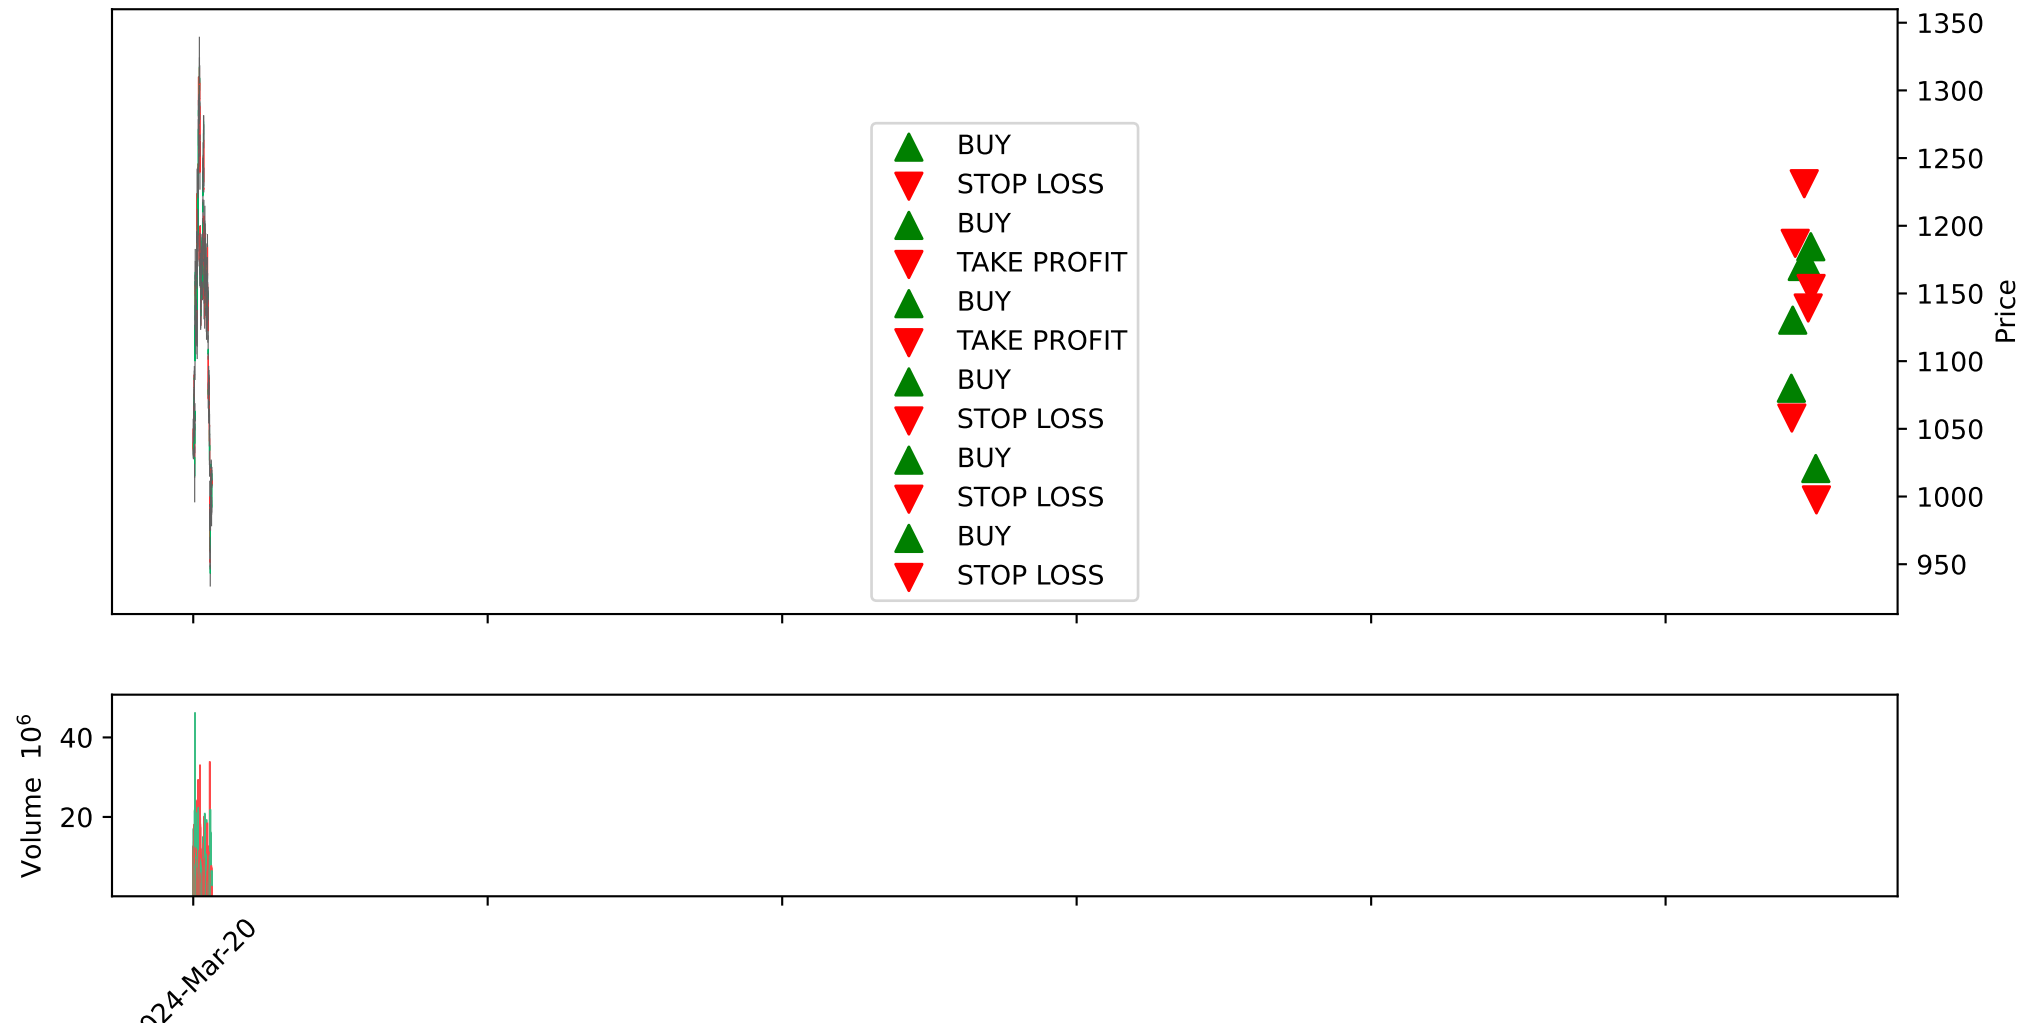 1350
1300
1250
1200
1150
1100
1050
1000
950
Price
BUY
STOP LOSS
BUY
TAKE PROFIT
BUY
TAKE PROFIT
BUY
STOP LOSS
BUY
STOP LOSS
BUY
STOP LOSS
Volume 10⁶
40
20
024-Mar-20